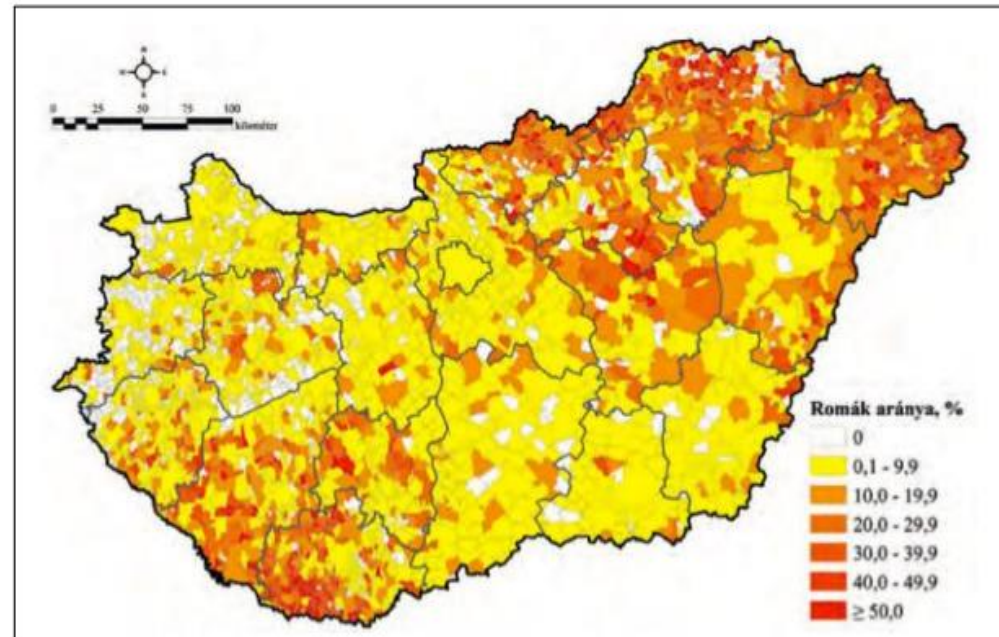 0 25 50 75 100
kilométer
Romák aránya, %
0
0,1 - 9,9
10,0 - 19,9
20,0 - 29,9
30,0 - 39,9
40,0 - 49,9
≥ 50,0